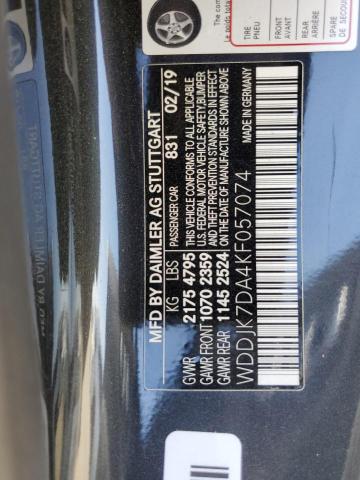 MFD BY DAIMLER AG STUTTGART
KG LBS PASSENGER CAR 831 02/19
GVWR 2175 4795 THIS VEHICLE CONFORMS TO ALL APPLICABLE
GAWR FRONT 1070 2359 U.S. FEDERAL MOTOR VEHICLE SAFETY, BUMPER
GAWR REAR 1145 2524 AND THEFT PREVENTION STANDARDS IN EFFECT
ON THE DATE OF MANUFACTURE SHOWN ABOVE
WDDJK7DA4KF057074
TIRE
PNEU
FRONT
AVANT
REAR
ARRIÈRE
SPARE
DE SECOURS